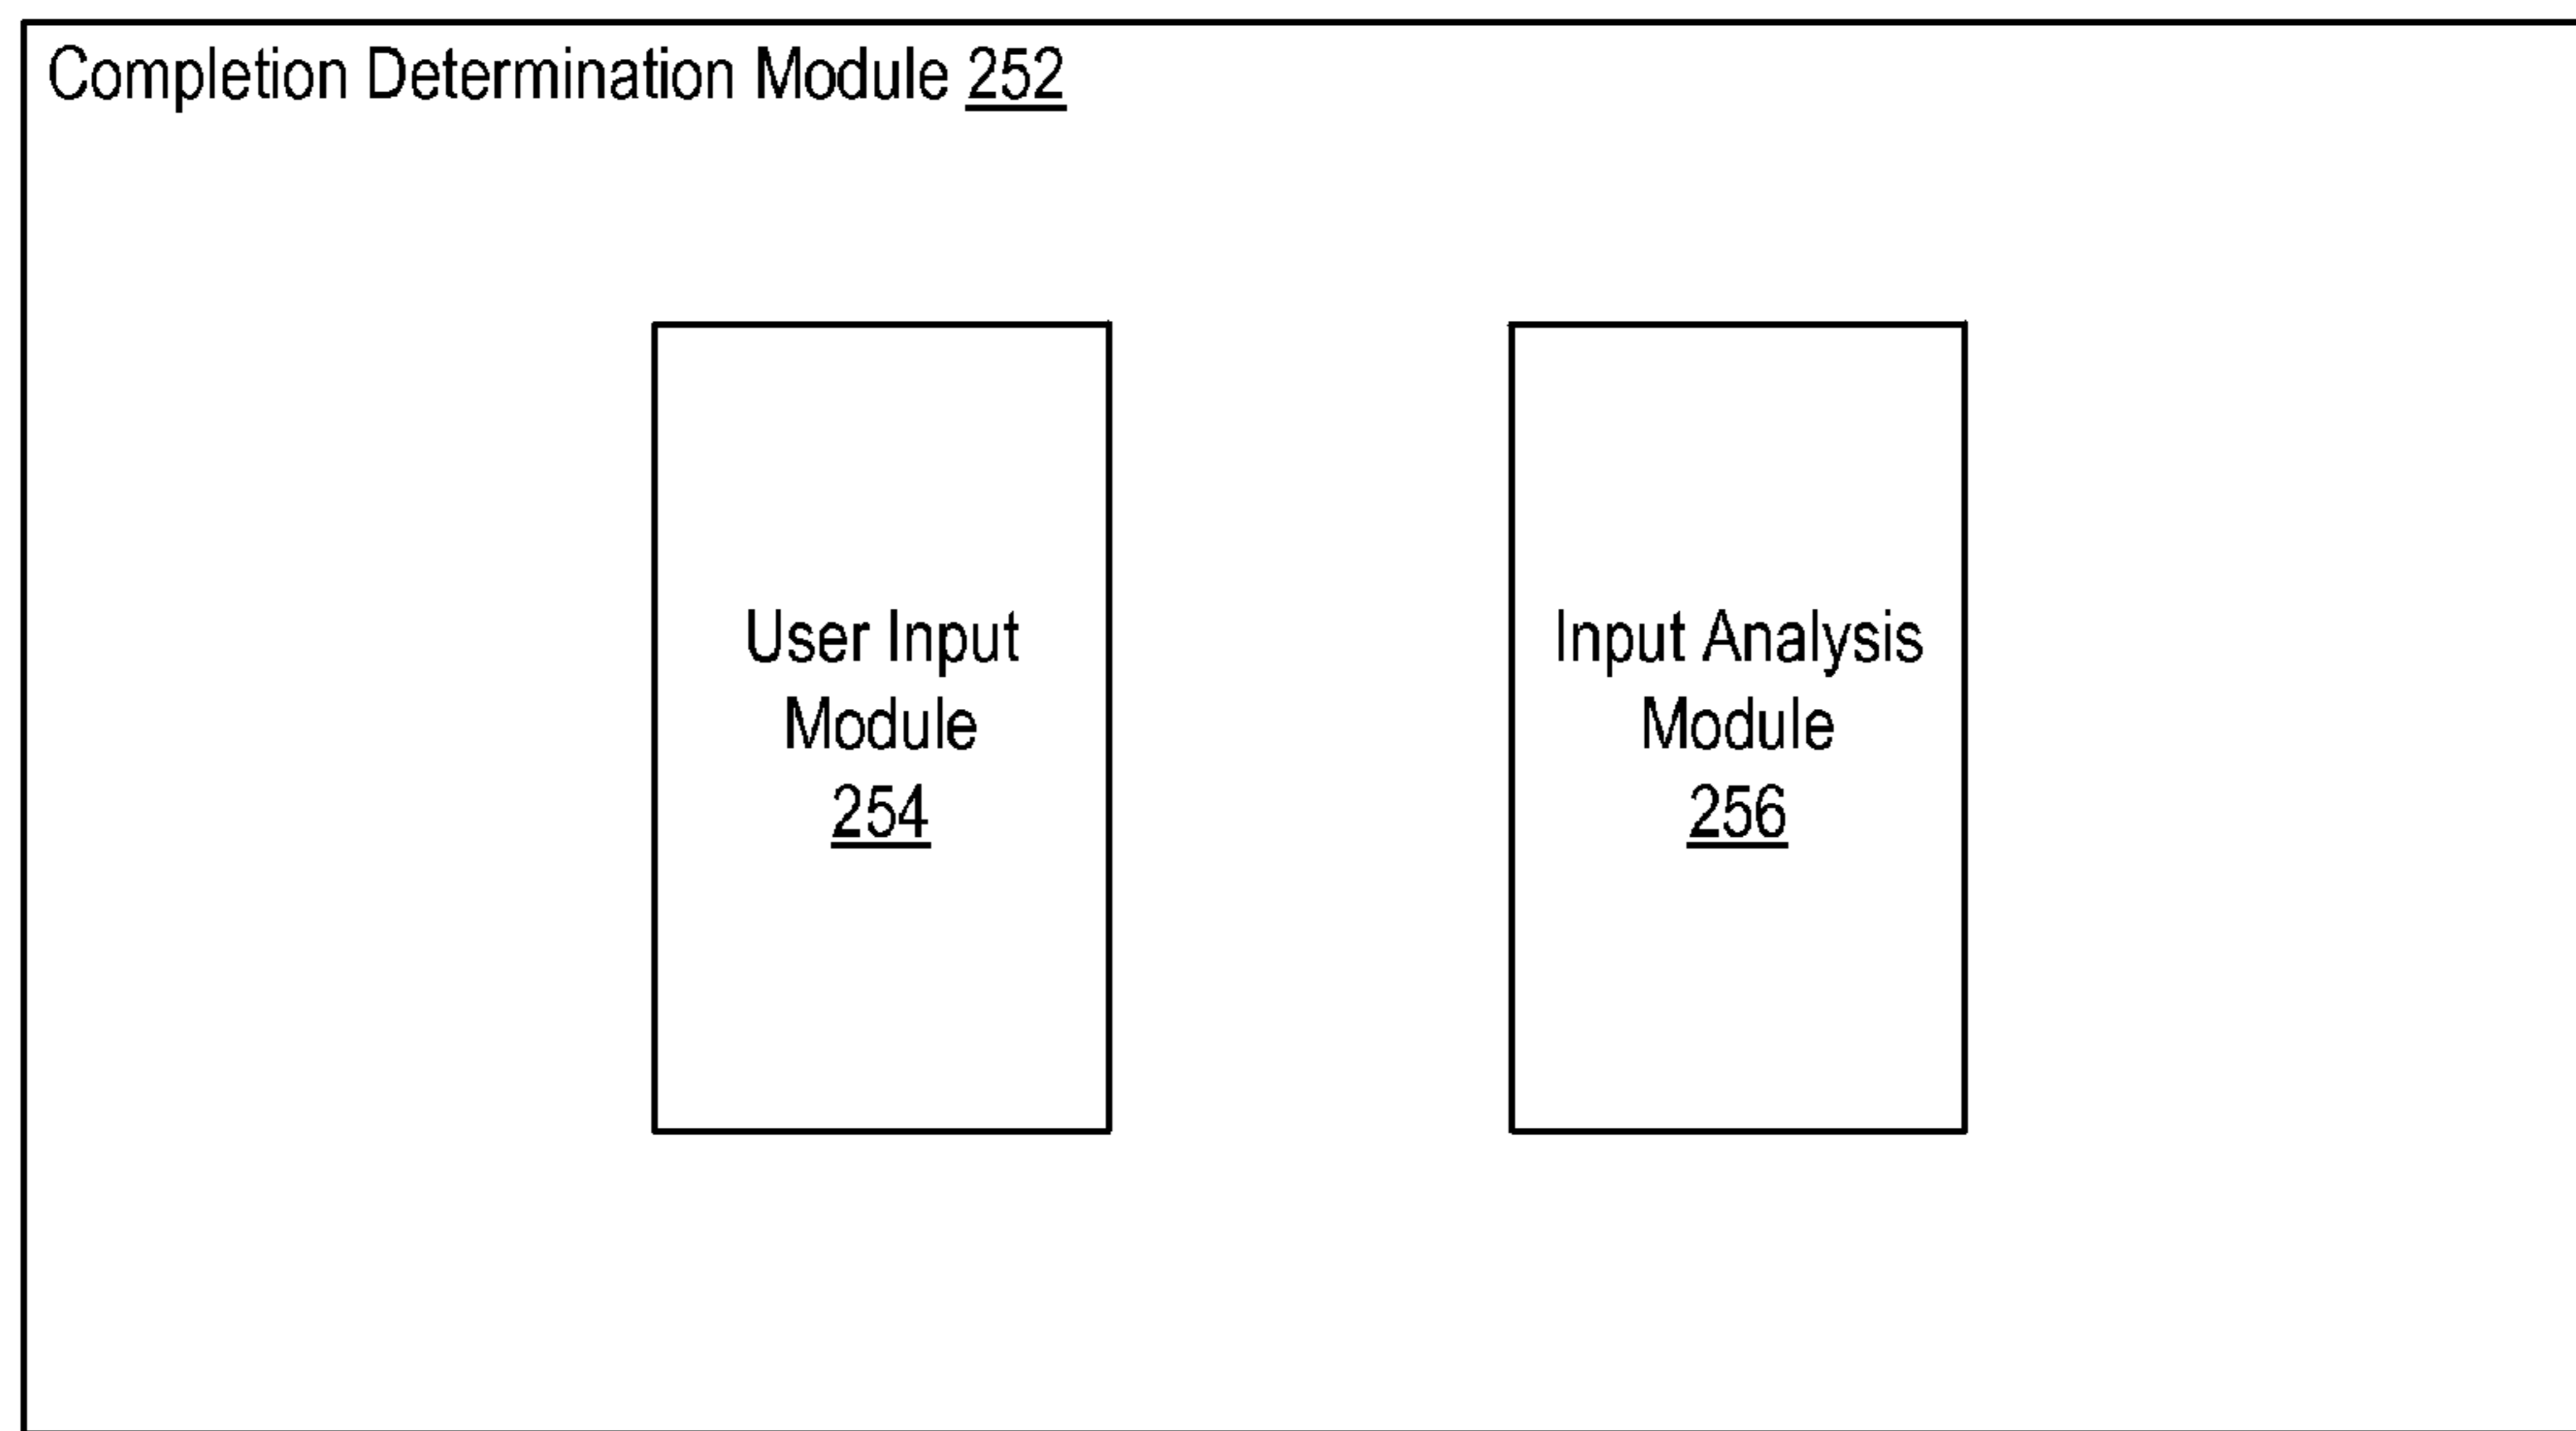 Completion Determination Module 252
User Input
Module
254
Input Analysis
Module
256